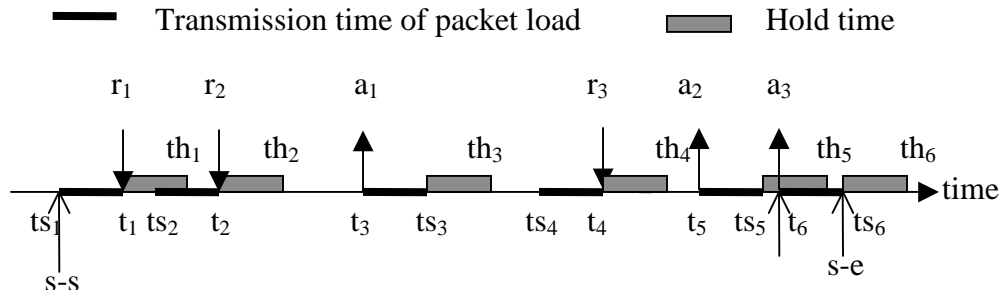 Transmission time of packet load Hold time
r₁ r₂ a₁ r₃ a₂ a₃
th₁ th₂ th₃ th₄ th₅ th₆
time
ts₁ t₁ ts₂ t₂ t₃ ts₃ ts₄ t₄ t₅ ts₅ t₆ ts₆
s-s s-e